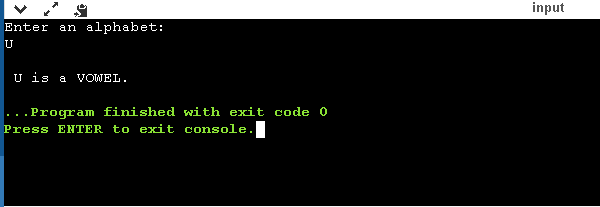 input
Enter an alphabet:
U
U is a VOWEL.
...Program finished with exit code 0
Press ENTER to exit console.